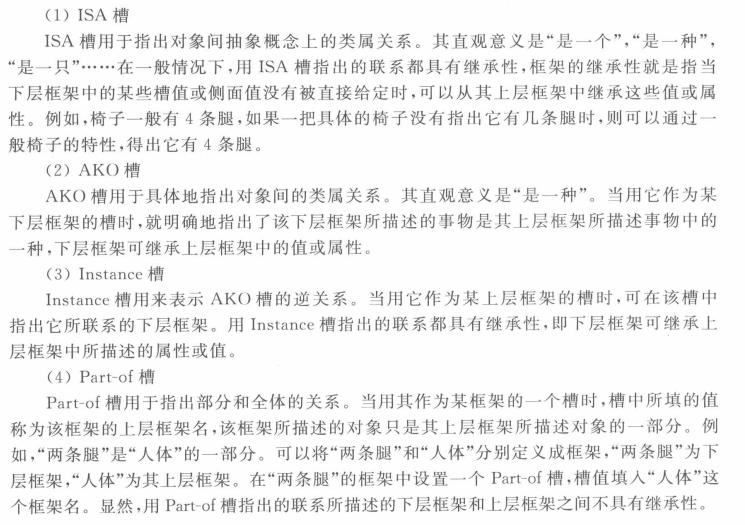 (1) ISA 槽
ISA 槽用于指出对象间抽象概念上的类属关系。其直观意义是“是一个”,“是一种”,
“是一只”……在一般情况下,用 ISA 槽指出的联系都具有继承性,框架的继承性就是指当
下层框架中的某些槽值或侧面值没有被直接给定时,可以从其上层框架中继承这些值或属
性。例如,椅子一般有 4 条腿,如果一把具体的椅子没有指出它有几条腿时,则可以通过一
般椅子的特性,得出它有 4 条腿。
(2) AKO 槽
AKO 槽用于具体地指出对象间的类属关系。其直观意义是“是一种”。当用它作为某
下层框架的槽时,就明确地指出了该下层框架所描述的事物是其上层框架所描述事物中的
一种,下层框架可继承上层框架中的值或属性。
(3) Instance 槽
Instance 槽用来表示 AKO 槽的逆关系。当用它作为某上层框架的槽时,可在该槽中
指出它所联系的下层框架。用 Instance 槽指出的联系都具有继承性,即下层框架可继承上
层框架中所描述的属性或值。
(4) Part-of 槽
Part-of 槽用于指出部分和全体的关系。当用其作为某框架的一个槽时,槽中所填的值
称为该框架的上层框架名,该框架所描述的对象只是其上层框架所描述对象的一部分。例
如,“两条腿”是“人体”的一部分。可以将“两条腿”和“人体”分别定义成框架,“两条腿”为下
层框架,“人体”为其上层框架。在“两条腿”的框架中设置一个 Part-of 槽,槽值填入“人体”这
个框架名。显然,用 Part-of 槽指出的联系所描述的下层框架和上层框架之间不具有继承性。